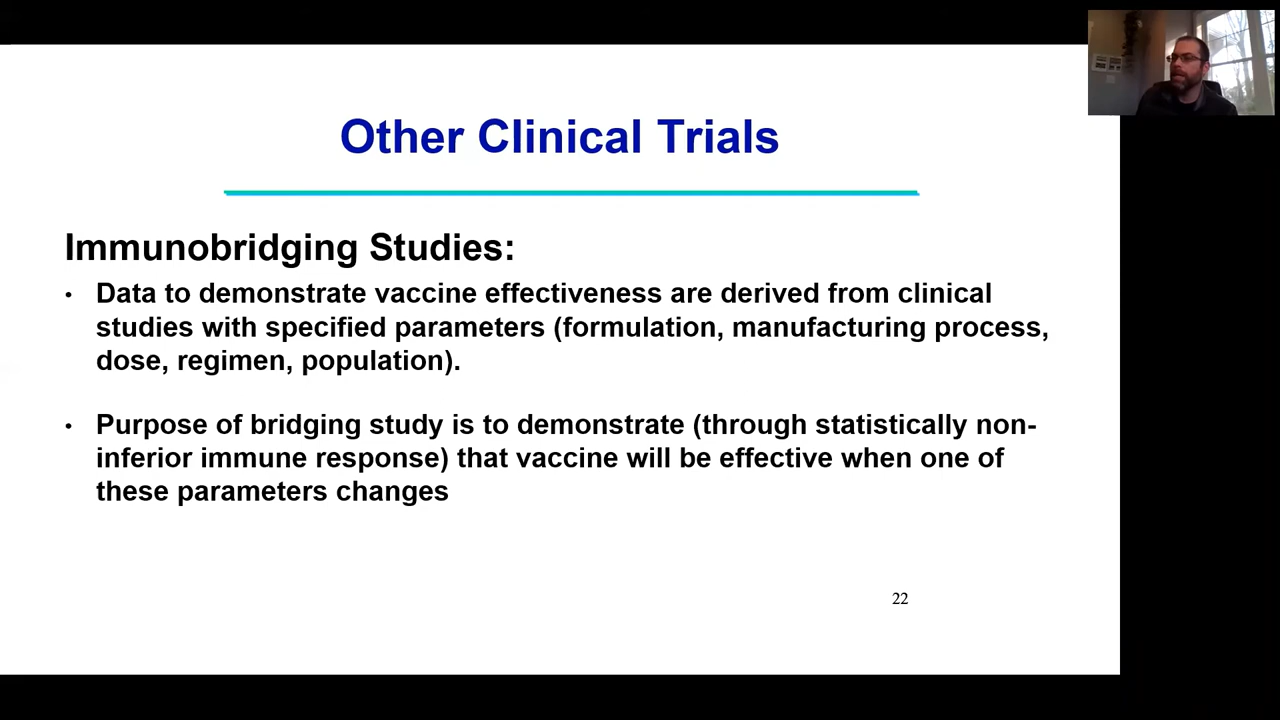 Other Clinical Trials
Immunobridging Studies:
• Data to demonstrate vaccine effectiveness are derived from clinical
studies with specified parameters (formulation, manufacturing process,
dose, regimen, population).
• Purpose of bridging study is to demonstrate (through statistically non-
inferior immune response) that vaccine will be effective when one of
these parameters changes
22